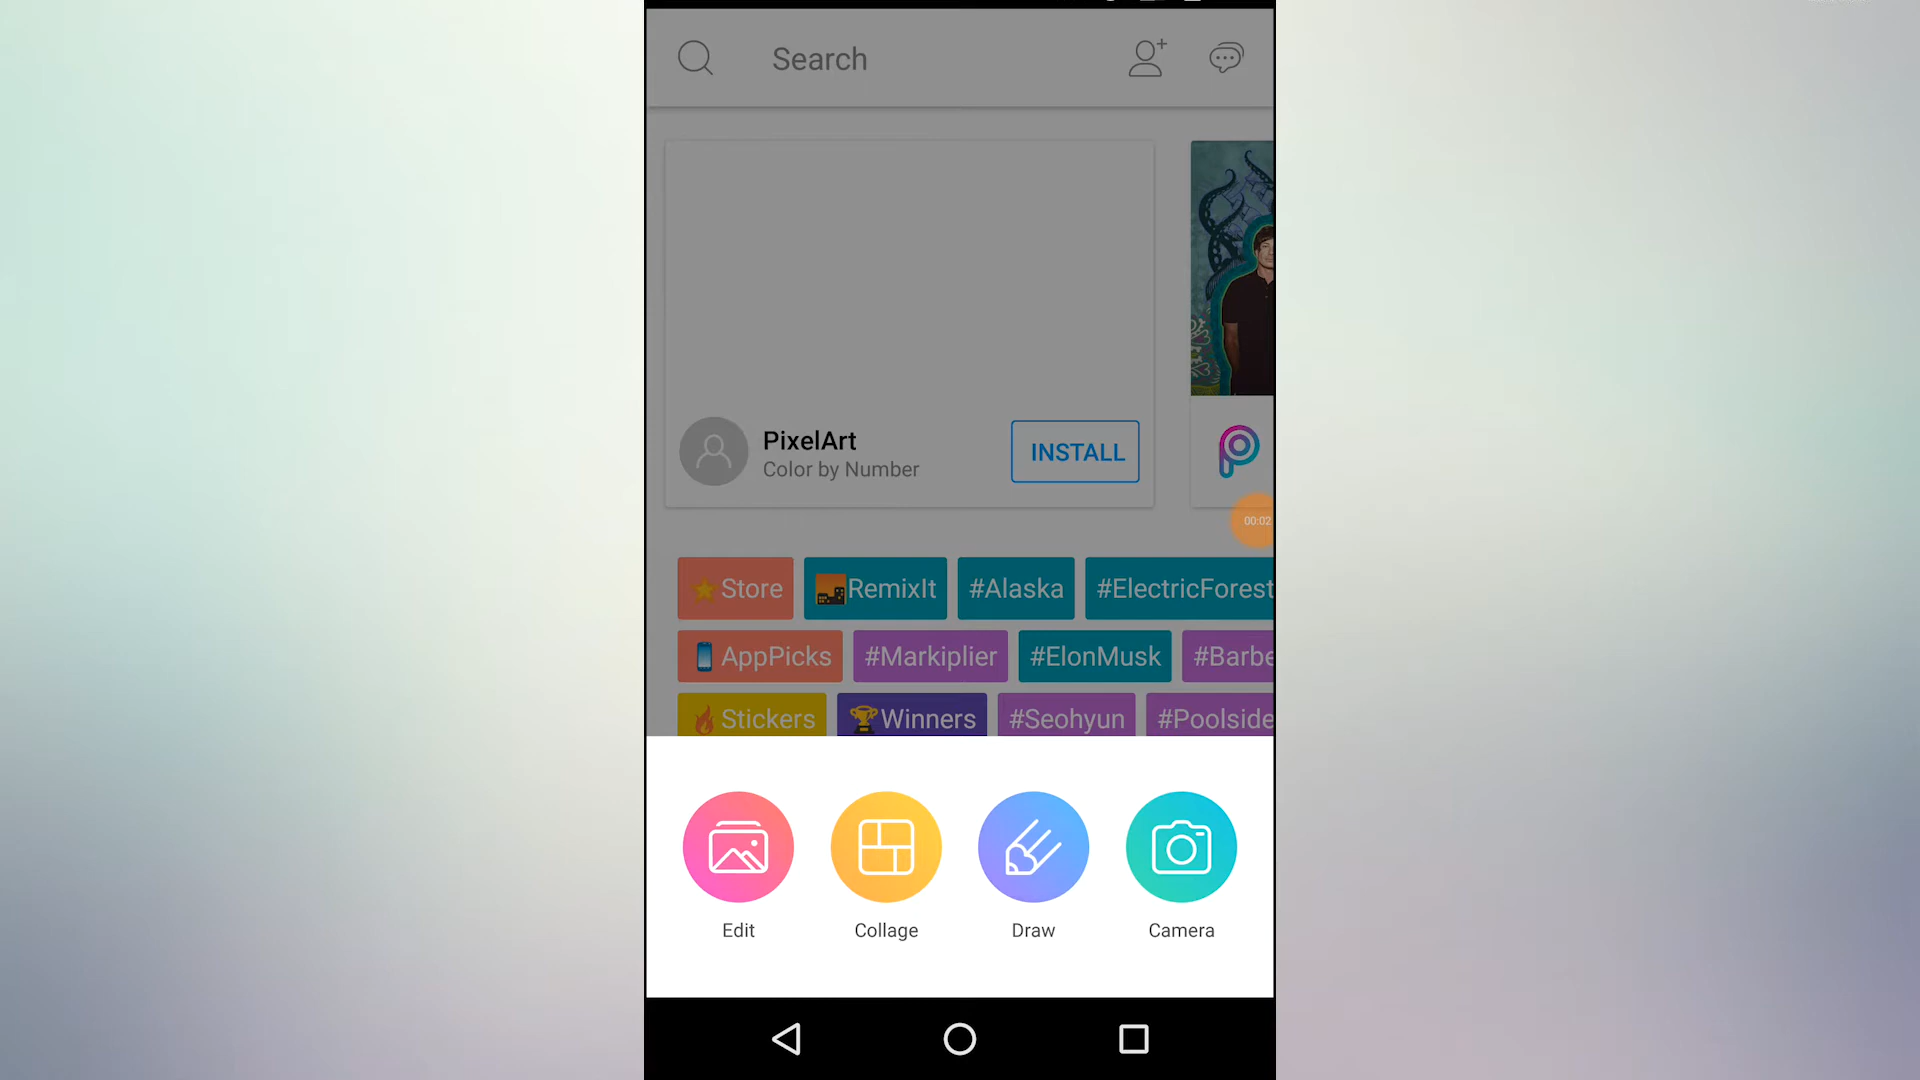 Search
PixelArt
Color by Number
INSTALL
00:02
Store RemixIt #Alaska #ElectricForest
AppPicks #Markiplier #ElonMusk #Barbe
Stickers Winners #Seohyun #Poolside
Edit Collage Draw Camera